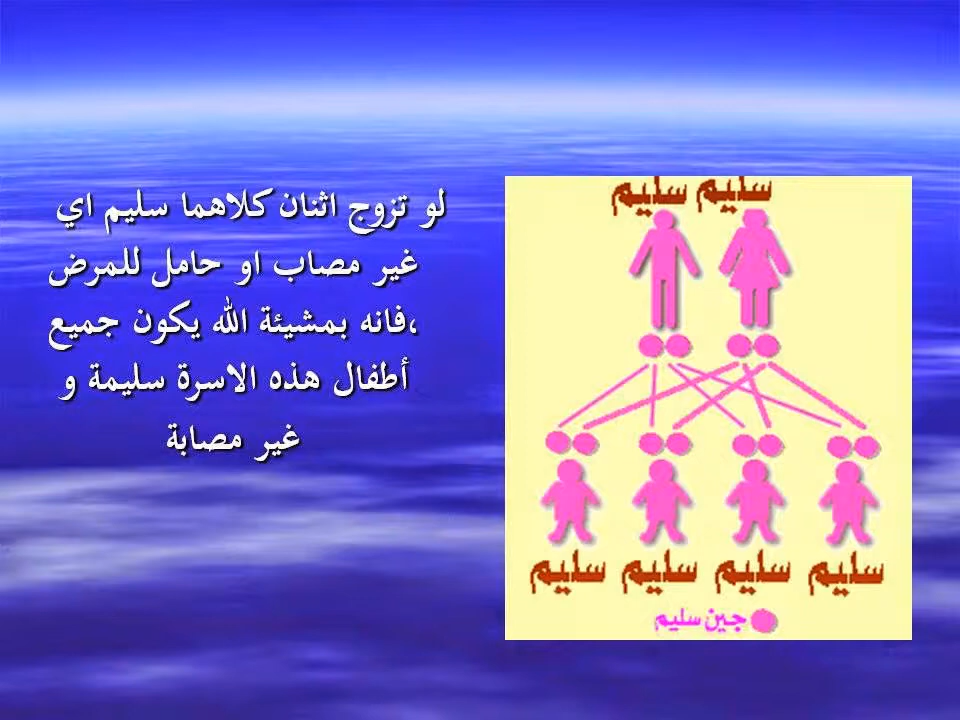 لو تزوج اثنان كلاهما سليم اي
غير مصاب او حامل للمرض
،فانه بمشيئة الله يكون جميع
أطفال هذه الاسرة سليمة و
غير مصابة
سليم سليم
سليم سليم سليم سليم
جين سليم